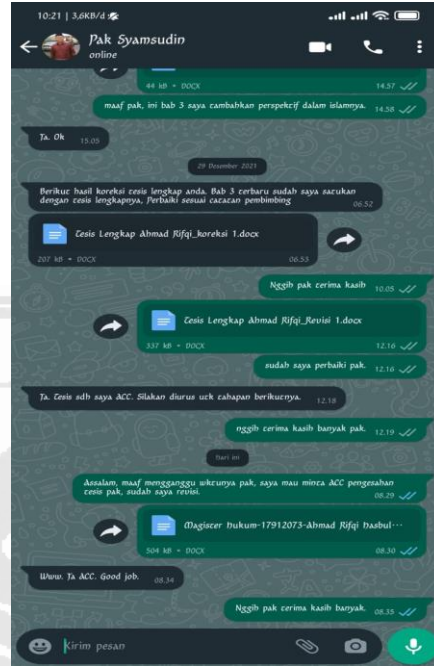 10:21 | 3,6KB/d
Pak Syamsudin
online
44 kB • DOCX 14.57
maaf pak, ini bab 3 saya tambahkan perspektif dalam islamnya. 14.58
Ya. Ok 15.05
29 Desember 2021
Berikut hasil koreksi tesis lengkap anda. Bab 3 terbaru sudah saya satukan
dengan tesis lengkapnya, Perbaiki sesuai catatan pembimbing
06.52
Tesis Lengkap Ahmad Rifqi_koreksi 1.docx
207 kB • DOCX 06.53
Nggih pak terima kasih 10.05
Tesis Lengkap Ahmad Rifqi_Revisi 1.docx
337 kB • DOCX 12.16
sudah saya perbaiki pak. 12.16
Ya. Tesis sdh saya ACC. Silakan diurus utk tahapan berikutnya. 12.18
nggih terima kasih banyak pak. 12.19
Hari ini
Assalam, maaf mengganggu wktunya pak, saya mau minta ACC pengesahan
tesis pak, sudah saya revisi. 08.29
Magister Hukum-17912073-Ahmad Rifqi Hasbul...
504 kB • DOCX 08.30
Www. Ya ACC. Good job. 08.34
Nggih pak terima kasih banyak. 08.35
Kirim pesan